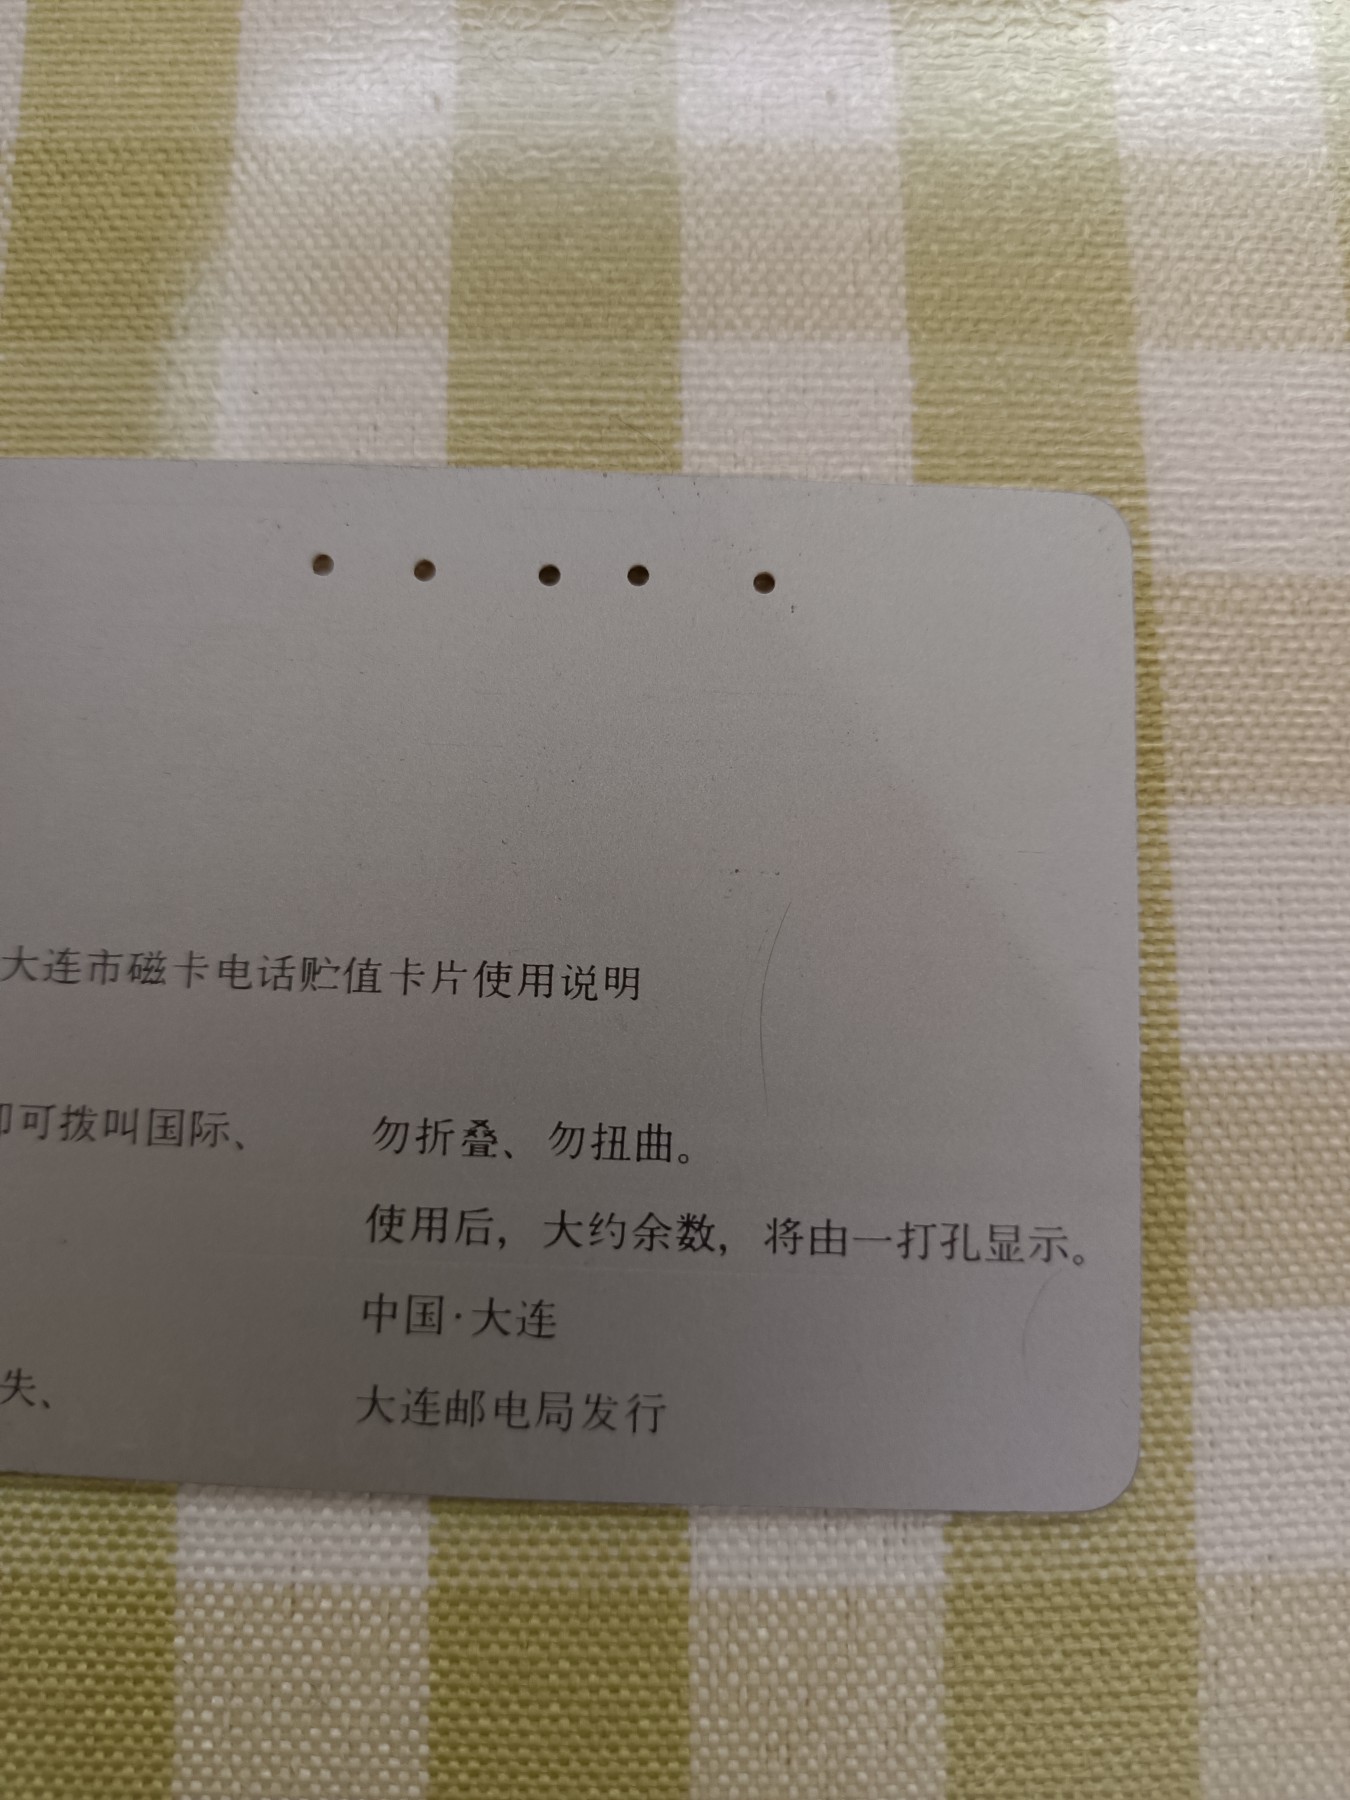 大连市磁卡电话贮值卡片使用说明
即可拨叫国际、
失、
勿折叠、勿扭曲。
使用后，大约余数，将由一打孔显示。
中国·大连
大连邮电局发行